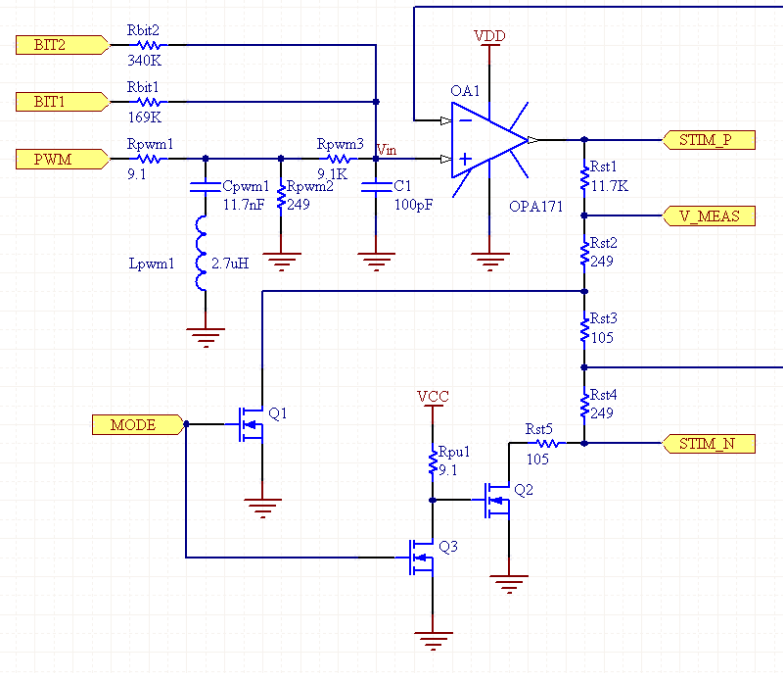 VDD
Rbit2
BIT2
340K
Rbit1
OA1
BIT1
169K
-
Rpwm1
Rpwm3
Vin
STIM_P
PWM
+
9.1
9.1K
Rst1
Cpwm1
Rpwm2
C1
11.7K
11.7nF
249
100pF
OPA171
V_MEAS
Rst2
Lpwm1
2.7uH
249
Rst3
105
VCC
Rst4
MODE
Q1
249
Rst5
STIM_N
Rpu1
105
9.1
Q2
Q3